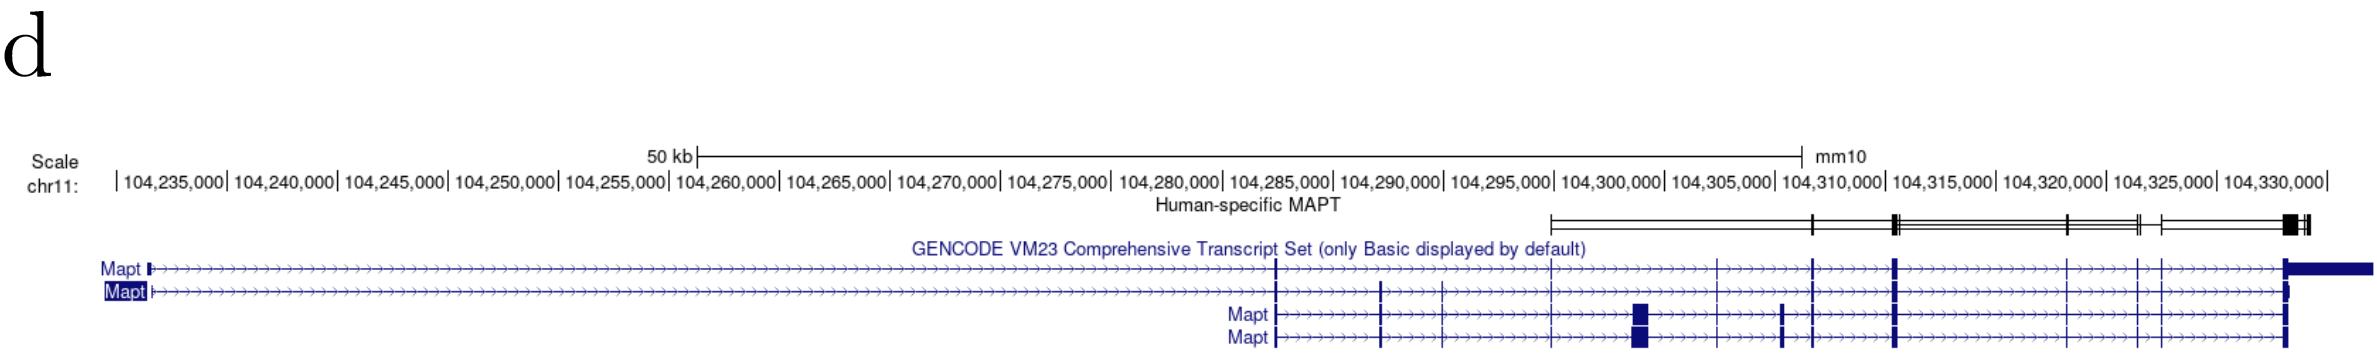 d
Scale 50 kb mm10
chr11: 104,235,000 104,240,000 104,245,000 104,250,000 104,255,000 104,260,000 104,265,000 104,270,000 104,275,000 104,280,000 104,285,000 104,290,000 104,295,000 104,300,000 104,305,000 104,310,000 104,315,000 104,320,000 104,325,000 104,330,000
Human-specific MAPT
GENCODE VM23 Comprehensive Transcript Set (only Basic displayed by default)
Mapt
Mapt
Mapt
Mapt